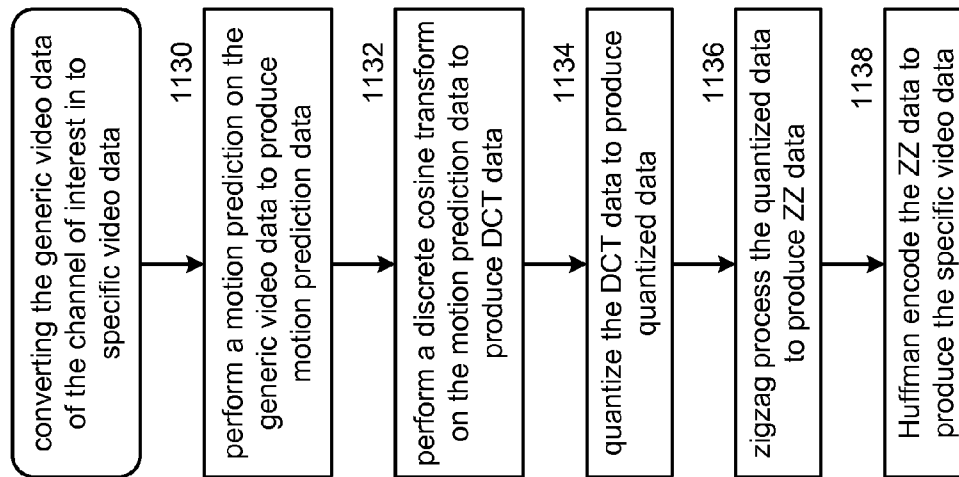 converting the generic video data
of the channel of interest in to
specific video data
1130
perform a motion prediction on the
generic video data to produce
motion prediction data
1132
perform a discrete cosine transform
on the motion prediction data to
produce DCT data
1134
quantize the DCT data to produce
quantized data
1136
zigzag process the quantized data
to produce ZZ data
1138
Huffman encode the ZZ data to
produce the specific video data